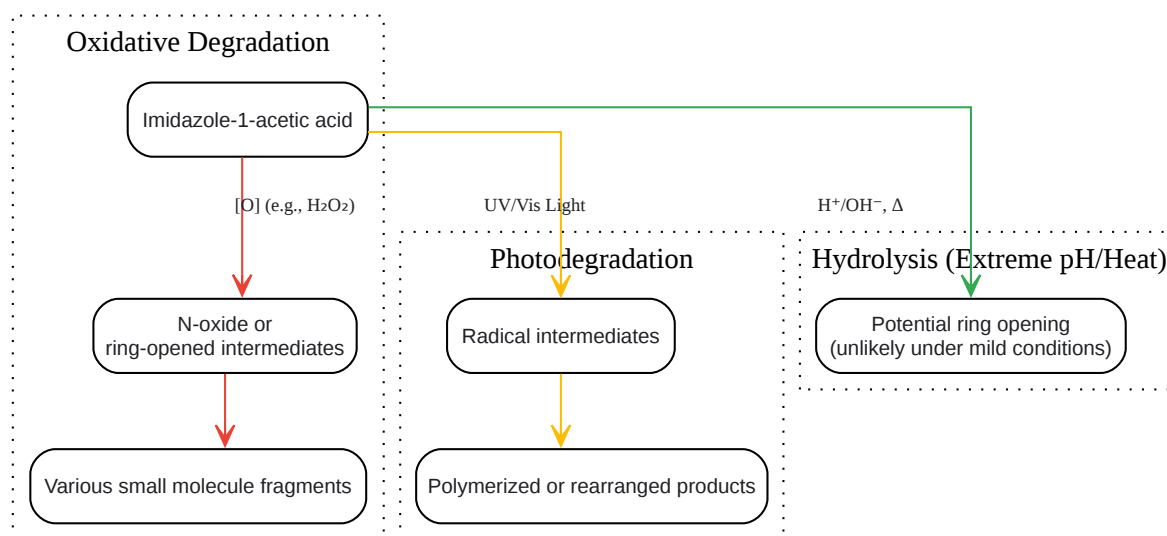 Oxidative Degradation
Imidazole-1-acetic acid
[O] (e.g., H₂O₂)
UV/Vis Light
H⁺/OH⁻, Δ
Photodegradation
Hydrolysis (Extreme pH/Heat)
N-oxide or
ring-opened intermediates
Radical intermediates
Potential ring opening
(unlikely under mild conditions)
Various small molecule fragments
Polymerized or rearranged products